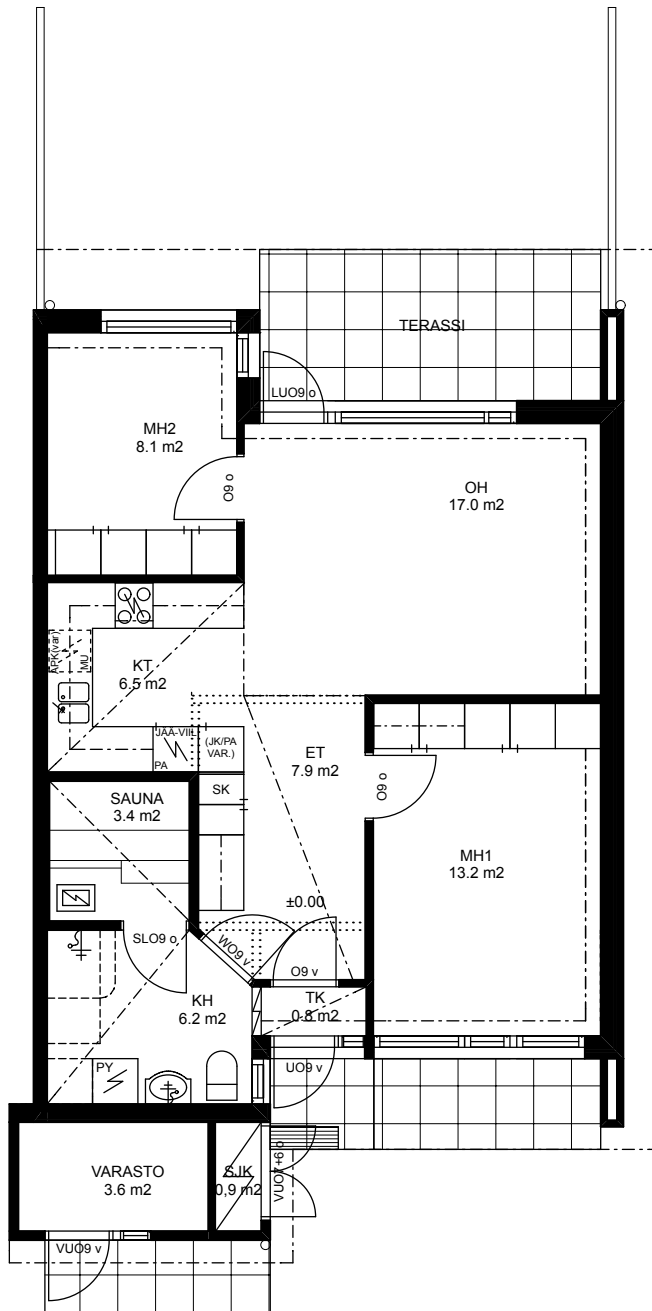 TERASSI
LUO9 o
MH2
8.1 m2
O9 o
OH
17.0 m2
APK(var)
MU
KT
6.5 m2
JÄÄ-VIIL
PA
(JK/PA
VAR.)
ET
7.9 m2
O9 o
SK
SAUNA
3.4 m2
MH1
13.2 m2
±0.00
SLO9 o
WO9 v
O9 v
KH
6.2 m2
TK
0.8 m2
PY
UO9 v
VARASTO
3.6 m2
SJK
0,9 m2
VUO7+6 o
VUO9 v